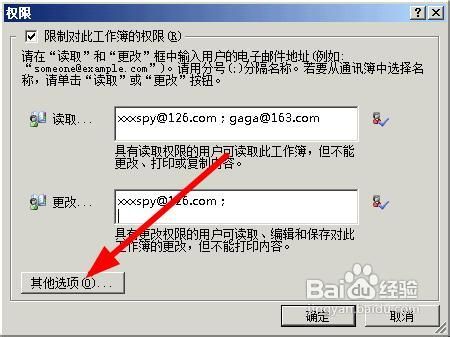 权限
限制对此工作簿的权限(R)
请在“读取”和“更改”框中输入用户的电子邮件地址(例如:
“someone@example.com”)。请用分号(;)分隔名称。若要从通讯簿中选择名
称，请单击“读取”或“更改”按钮。
读取...
xxxspy@126.com ; gaga@163.com
具有读取权限的用户可读取此工作簿，但不能
更改、打印或复制内容。
更改...
xxxspy@126.com ;
具有更改权限的用户可读取、编辑和保存对此
工作簿的更改，但不能打印内容。
其他选项(O)...
确定
取消
Baidu经验
jingyan.baidu.com